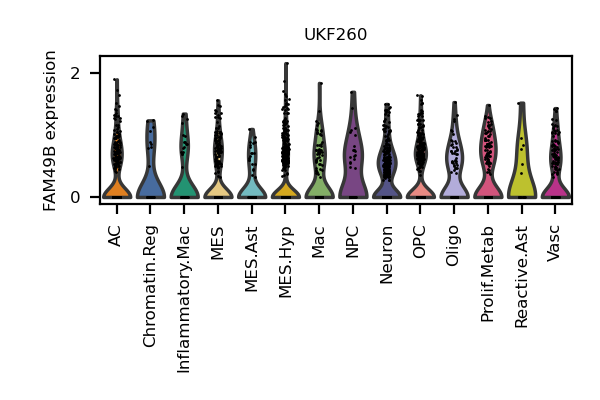 UKF260
FAM49B expression
2
0
AC
Chromatin.Reg
Inflammatory.Mac
MES
MES.Ast
MES.Hyp
Mac
NPC
Neuron
OPC
Oligo
Prolif.Metab
Reactive.Ast
Vasc